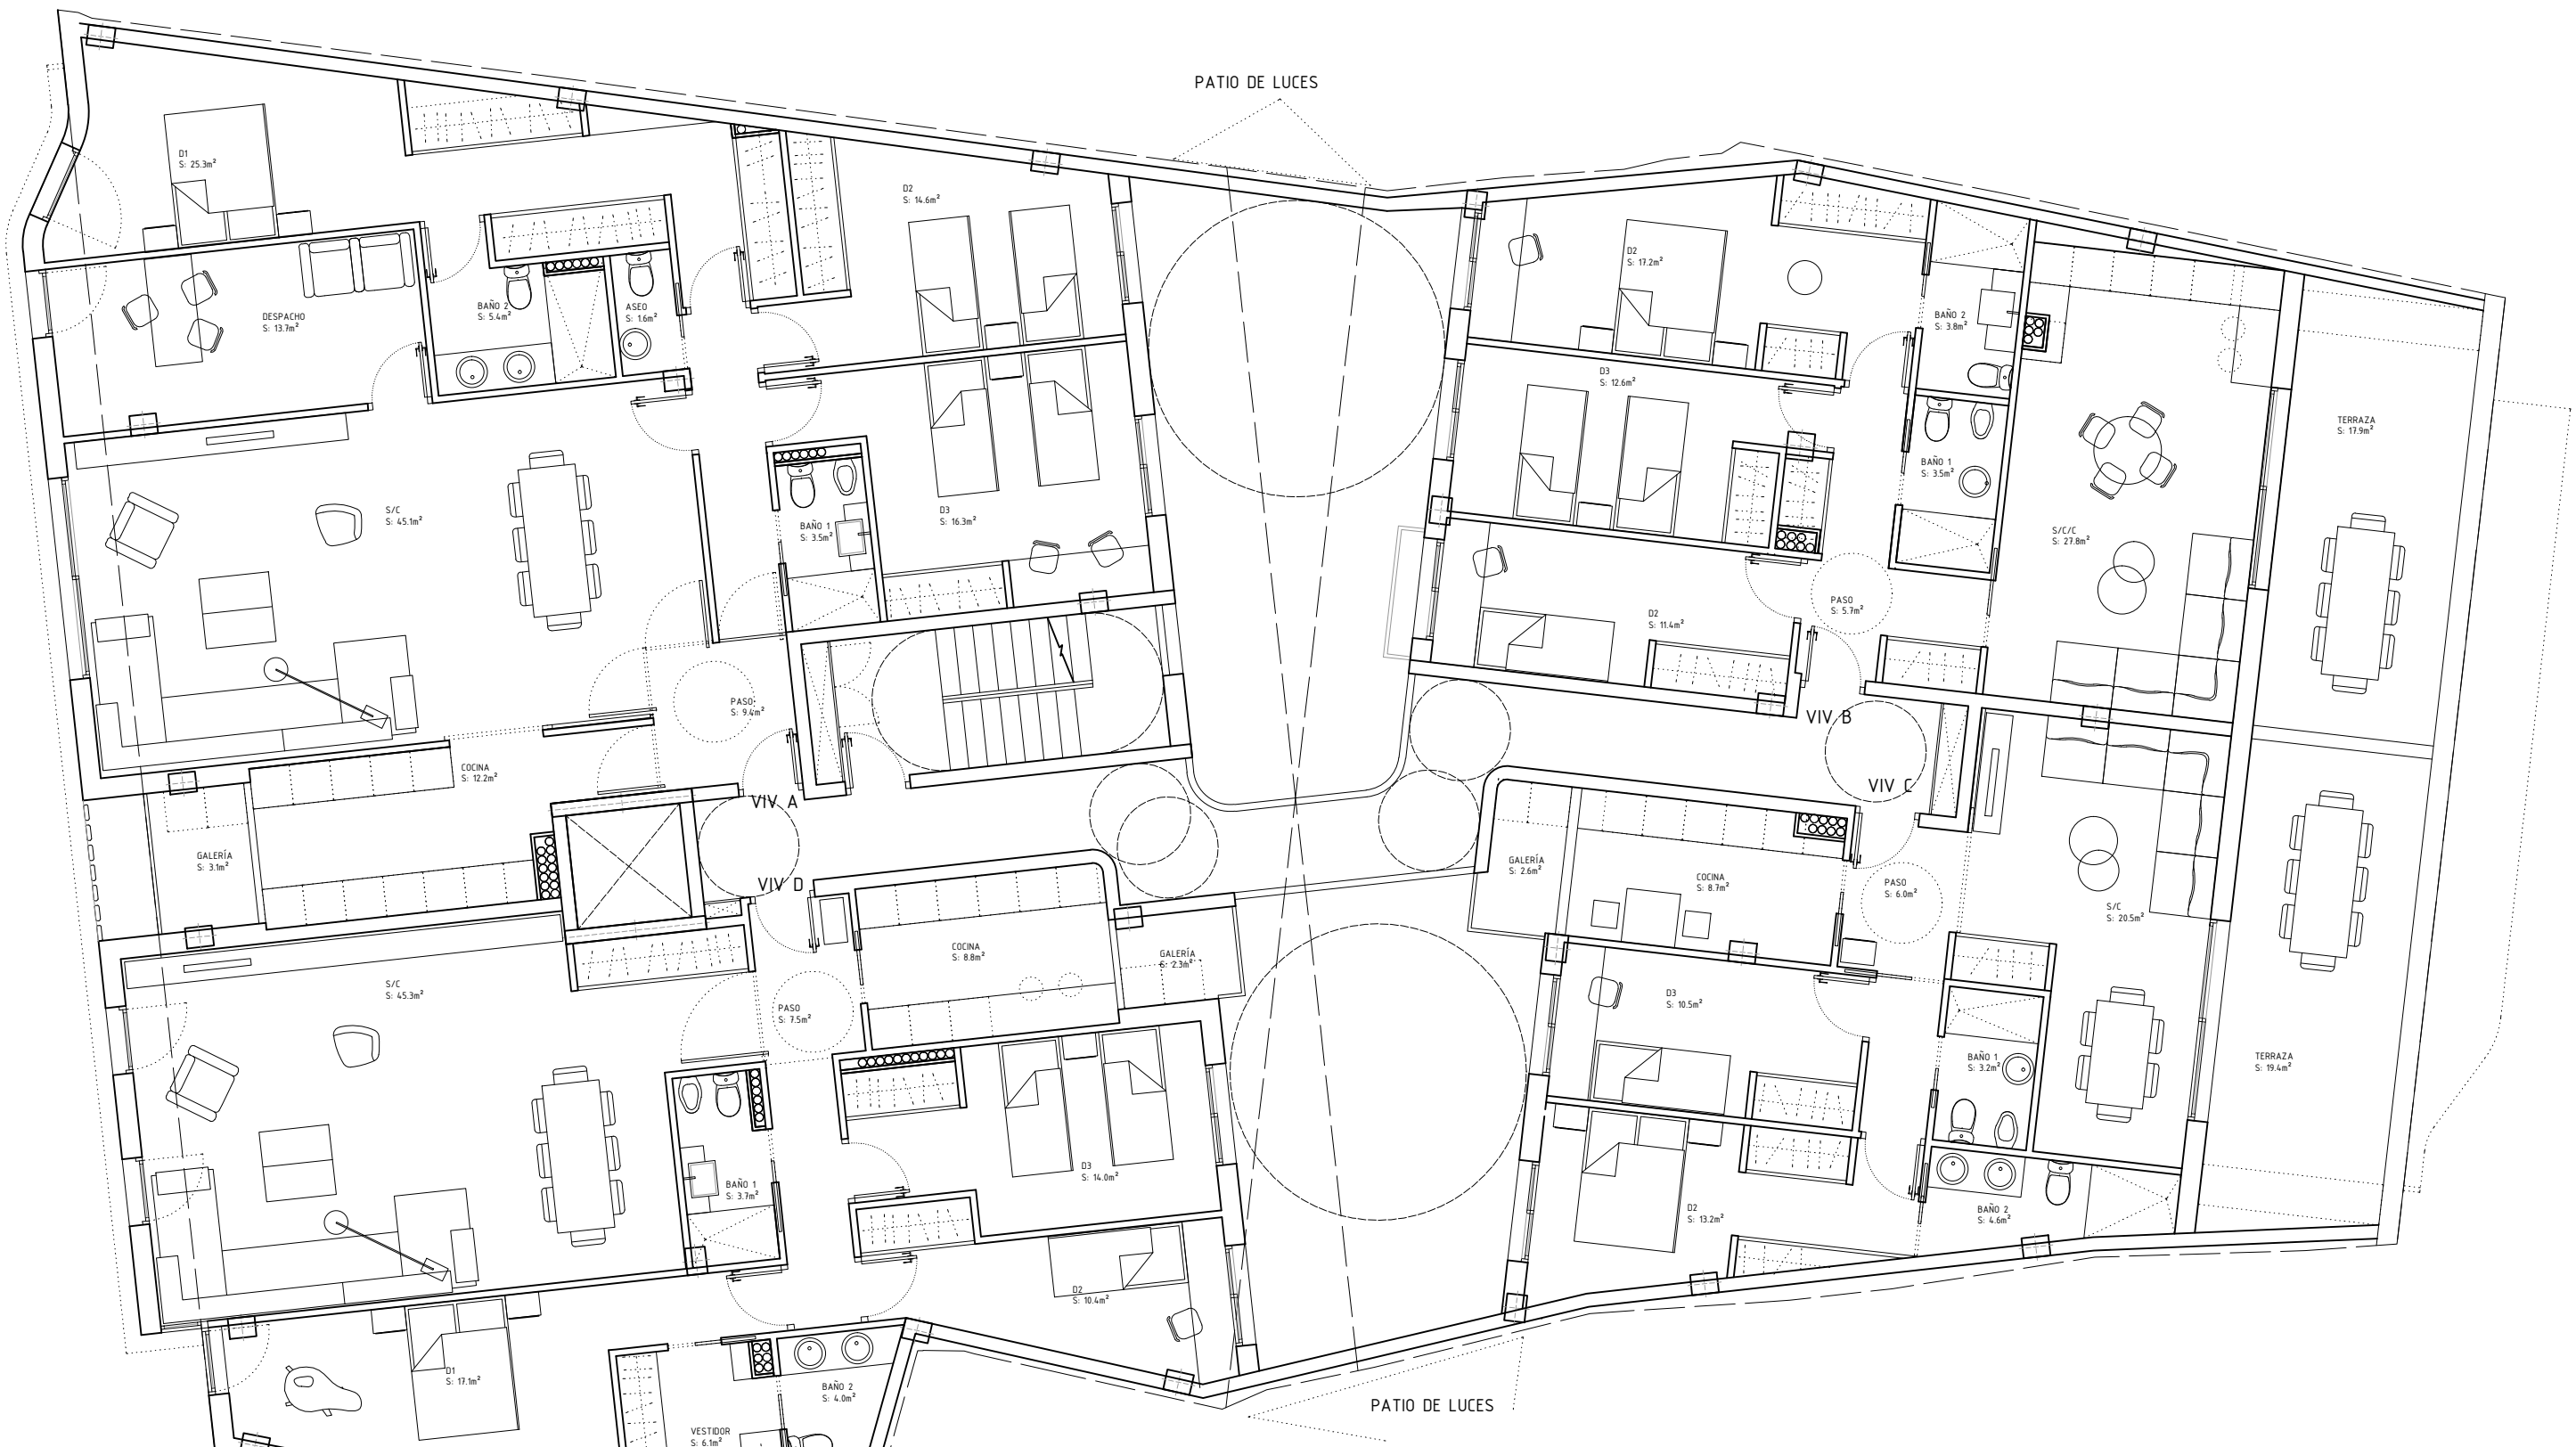 PATIO DE LUCES
D1
S: 25.3m²
D2
S: 14.6m²
DESPACHO
S: 13.7m²
BAÑO 2
S: 5.4m²
ASEO
S: 1.6m²
S/C
S: 45.1m²
BAÑO 1
S: 3.5m²
D3
S: 16.3m²
PASO
S: 9.4m²
COCINA
S: 12.2m²
GALERÍA
S: 3.1m²
VIV A
VIV D
D2
S: 17.2m²
BAÑO 2
S: 3.8m²
D3
S: 12.6m²
BAÑO 1
S: 3.5m²
TERRAZA
S: 17.9m²
S/C/C
S: 27.8m²
D2
S: 11.4m²
PASO
S: 5.7m²
VIV B
VIV C
GALERÍA
S: 2.6m²
COCINA
S: 8.7m²
PASO
S: 6.0m²
S/C
S: 20.5m²
D3
S: 10.5m²
BAÑO 1
S: 3.2m²
TERRAZA
S: 19.4m²
D2
S: 13.2m²
BAÑO 2
S: 4.6m²
S/C
S: 45.3m²
COCINA
S: 8.8m²
GALERÍA
S: 2.3m²
PASO
S: 7.5m²
BAÑO 1
S: 3.7m²
D3
S: 14.0m²
D2
S: 10.4m²
D1
S: 17.1m²
BAÑO 2
S: 4.0m²
VESTIDOR
S: 6.1m²
PATIO DE LUCES